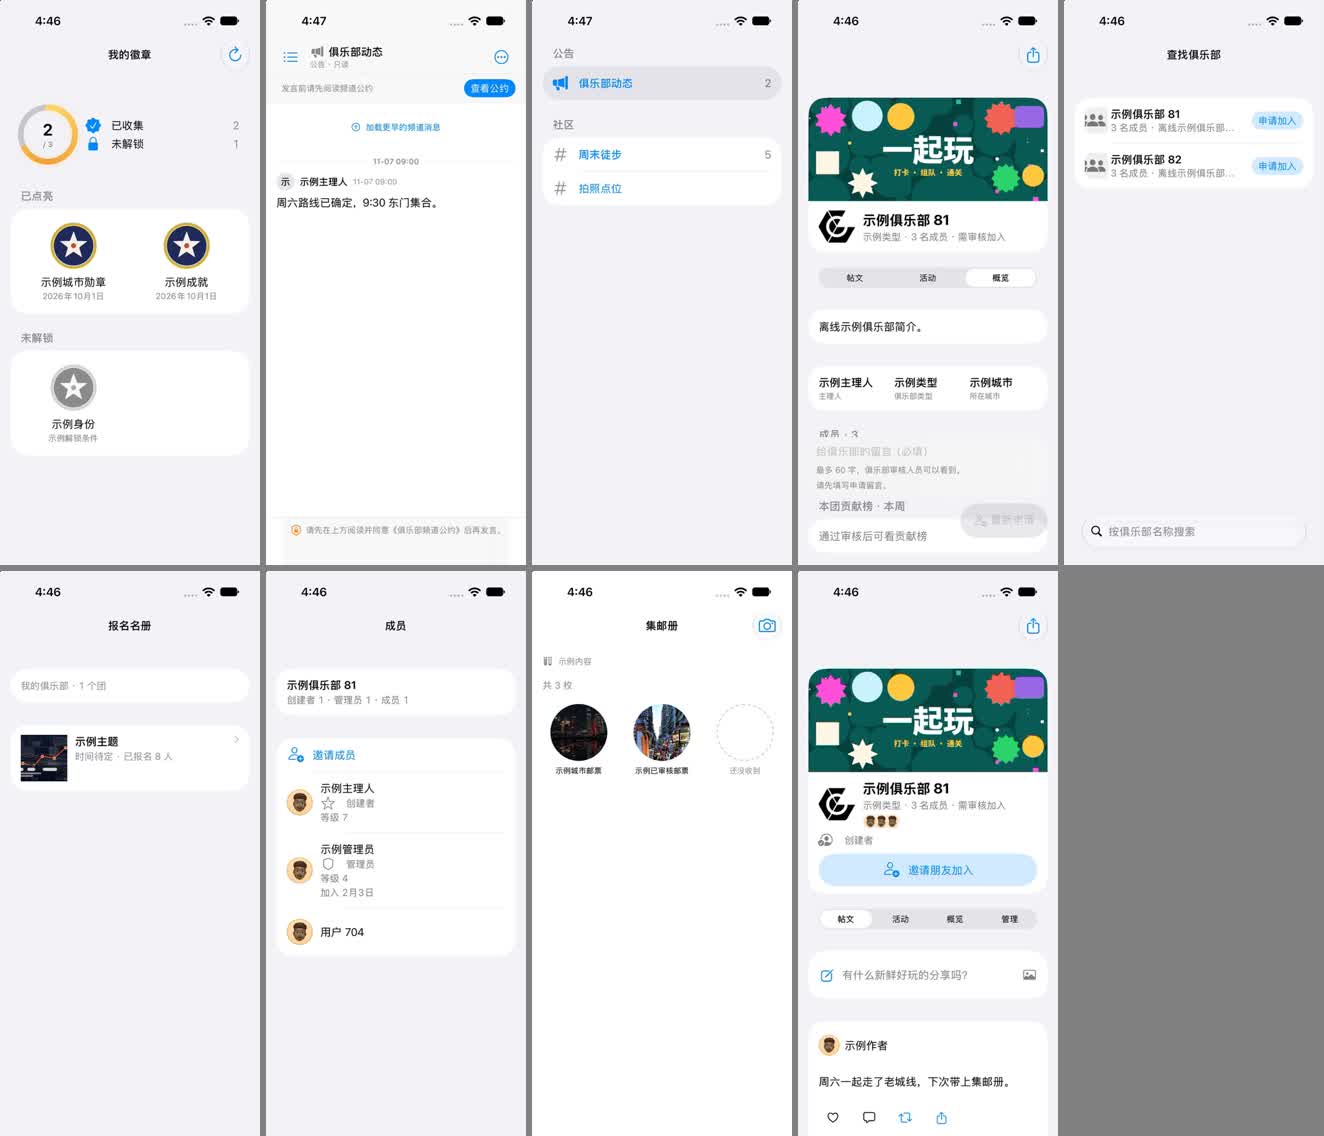 4:46
我的徽章
2
/ 3
已收集 2
未解锁 1
已点亮
示例城市勋章
2026年10月1日
示例成就
2026年10月1日
未解锁
示例身份
示例解锁条件
4:47
俱乐部动态
公告 · 只读
发言前请先阅读频道公约
查看公约
加载更早的频道消息
11-07 09:00
示
示例主理人 11-07 09:00
周六路线已确定，9:30 东门集合。
请先在上方阅读并同意《俱乐部频道公约》后再发言。
4:47
公告
俱乐部动态 2
社区
# 周末徒步 5
# 拍照点位
4:46
一起玩
打卡 · 组队 · 通关
示例俱乐部 81
示例类型 · 3 名成员 · 需审核加入
帖文 活动 概览
离线示例俱乐部简介。
示例主理人 示例类型 示例城市
主理人 俱乐部类型 所在城市
成员 · 3
给俱乐部的留言（必填）
最多 60 字，俱乐部审核人员可以看到。
请先填写申请留言。
本团贡献榜 · 本周
重新申请
通过审核后可看贡献榜
4:46
查找俱乐部
示例俱乐部 81
3 名成员 · 离线示例俱乐部...
申请加入
示例俱乐部 82
3 名成员 · 离线示例俱乐部...
申请加入
按俱乐部名称搜索
4:46
报名名册
我的俱乐部 · 1 个团
示例主题
时间待定 · 已报名 8 人
4:46
成员
示例俱乐部 81
创建者 1 · 管理员 1 · 成员 1
邀请成员
示例主理人
创建者
等级 7
示例管理员
管理员
等级 4
加入 2月3日
用户 704
4:46
集邮册
示例内容
共 3 枚
示例城市邮票
示例已审核邮票
还没收到
4:46
一起玩
打卡 · 组队 · 通关
示例俱乐部 81
示例类型 · 3 名成员 · 需审核加入
创建者
邀请朋友加入
帖文 活动 概览 管理
有什么新鲜好玩的分享吗?
示例作者
周六一起走了老城线，下次带上集邮册。